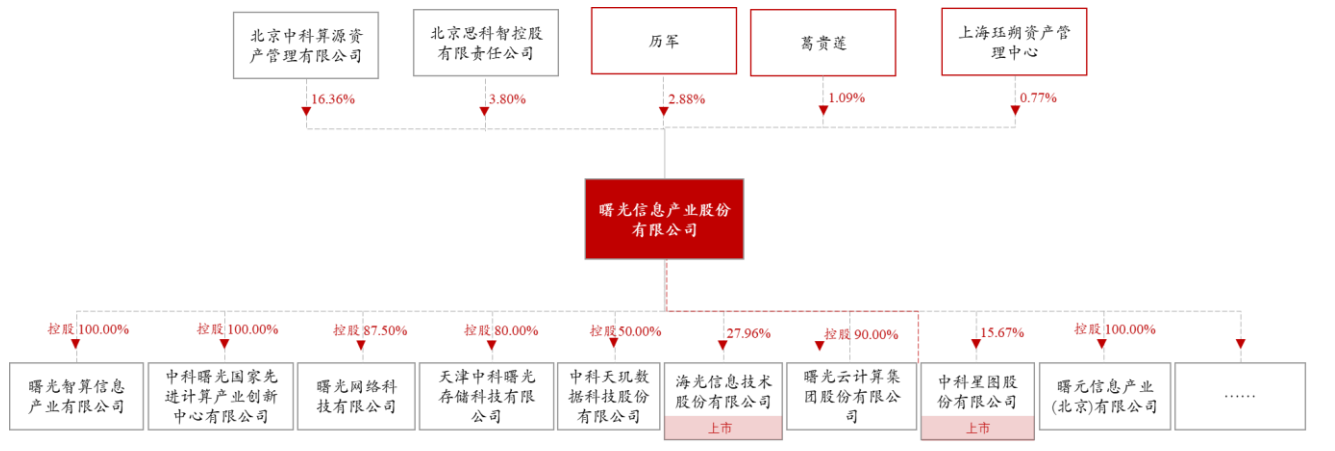 北京中科算源资
产管理有限公司
北京思科智控股
有限责任公司
历军
葛贵莲
上海珏朔资产管
理中心
16.36%
3.80%
2.88%
1.09%
0.77%
曙光信息产业股份
有限公司
控股 100.00%
控股 100.00%
控股 87.50%
控股 80.00%
控股 50.00%
27.96%
控股 90.00%
15.67%
控股 100.00%
曙光智算信息
产业有限公司
中科曙光国家先
进计算产业创新
中心有限公司
曙光网络科
技有限公司
天津中科曙光
存储科技有限
公司
中科天玑数
据科技股份
有限公司
海光信息技术
股份有限公司
上市
曙光云计算集
团股份有限公
司
中科星图股
份有限公司
上市
曙元信息产业
(北京)有限公司
……